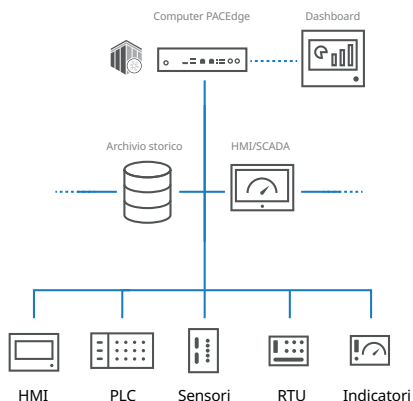 Computer PACEdge
Dashboard
Archivio storico
HMI/SCADA
HMI
PLC
Sensori
RTU
Indicatori